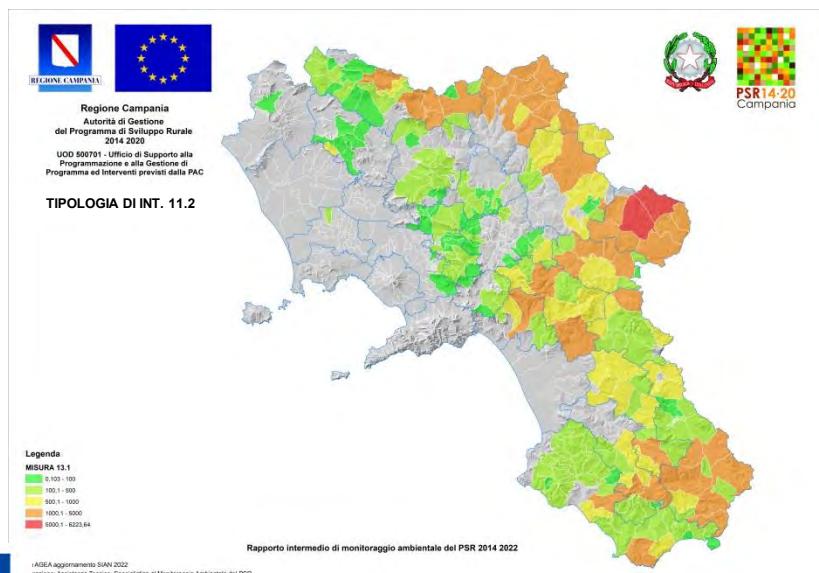 REGIONE CAMPANIA
PSR14·20
Campania
Regione Campania
Autorità di Gestione
del Programma di Sviluppo Rurale
2014 2020
UOD 500701 - Ufficio di Supporto alla
Programmazione e alla Gestione di
Programma ed Interventi previsti dalla PAC
TIPOLOGIA DI INT. 11.2
Legenda
MISURA 13.1
0,103 - 100
100,1 - 500
500,1 - 1000
1000,1 - 5000
5000,1 - 6223,64
Rapporto intermedio di monitoraggio ambientale del PSR 2014 2022
AGEA aggiornamento SIAN 2022